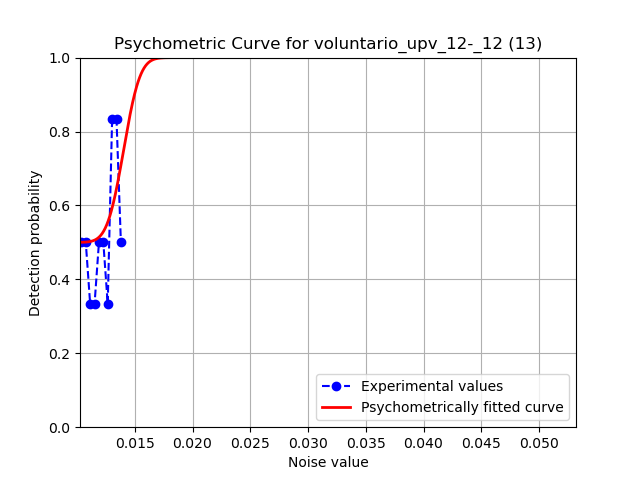 Psychometric Curve for voluntario_upv_12-_12 (13)
1.0
0.8
0.6
0.4
0.2
0.0
Detection probability
Experimental values
Psychometrically fitted curve
0.015 0.020 0.025 0.030 0.035 0.040 0.045 0.050
Noise value